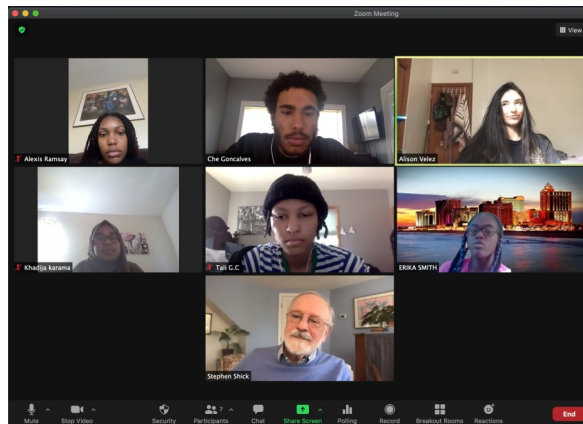 Zoom Meeting
View
Alexis Ramsay
Che Goncalves
Alison Velez
Khadija karama
Tali G.C
ERIKA SMITH
Stephen Shick
7
Mute
Stop Video
Security
Participants
Chat
Share Screen
Polling
Record
Breakout Rooms
Reactions
End